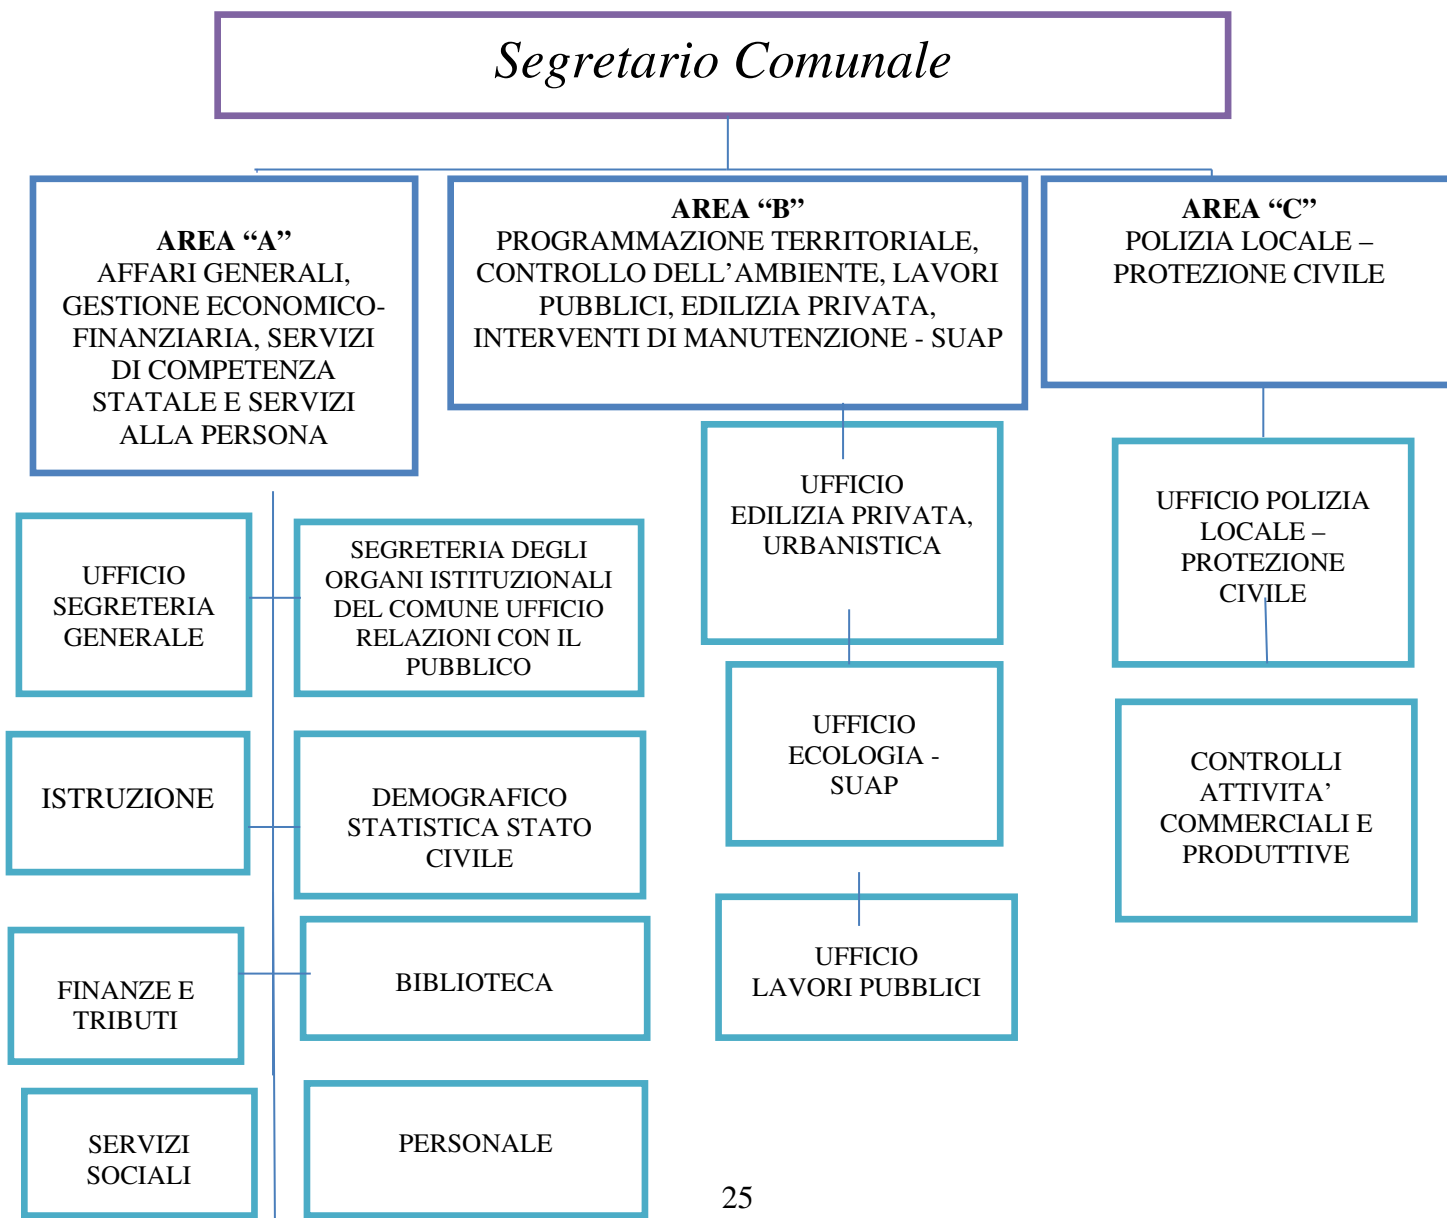 Segretario Comunale
AREA “A”
AFFARI GENERALI,
GESTIONE ECONOMICO-
FINANZIARIA, SERVIZI
DI COMPETENZA
STATALE E SERVIZI
ALLA PERSONA
AREA “B”
PROGRAMMAZIONE TERRITORIALE,
CONTROLLO DELL’AMBIENTE, LAVORI
PUBBLICI, EDILIZIA PRIVATA,
INTERVENTI DI MANUTENZIONE - SUAP
AREA “C”
POLIZIA LOCALE –
PROTEZIONE CIVILE
UFFICIO
SEGRETERIA
GENERALE
SEGRETERIA DEGLI
ORGANI ISTITUZIONALI
DEL COMUNE UFFICIO
RELAZIONI CON IL
PUBBLICO
ISTRUZIONE
DEMOGRAFICO
STATISTICA STATO
CIVILE
FINANZE E
TRIBUTI
BIBLIOTECA
SERVIZI
SOCIALI
PERSONALE
UFFICIO
EDILIZIA PRIVATA,
URBANISTICA
UFFICIO
ECOLOGIA -
SUAP
UFFICIO
LAVORI PUBBLICI
UFFICIO POLIZIA
LOCALE –
PROTEZIONE
CIVILE
CONTROLLI
ATTIVITA’
COMMERCIALI E
PRODUTTIVE
25